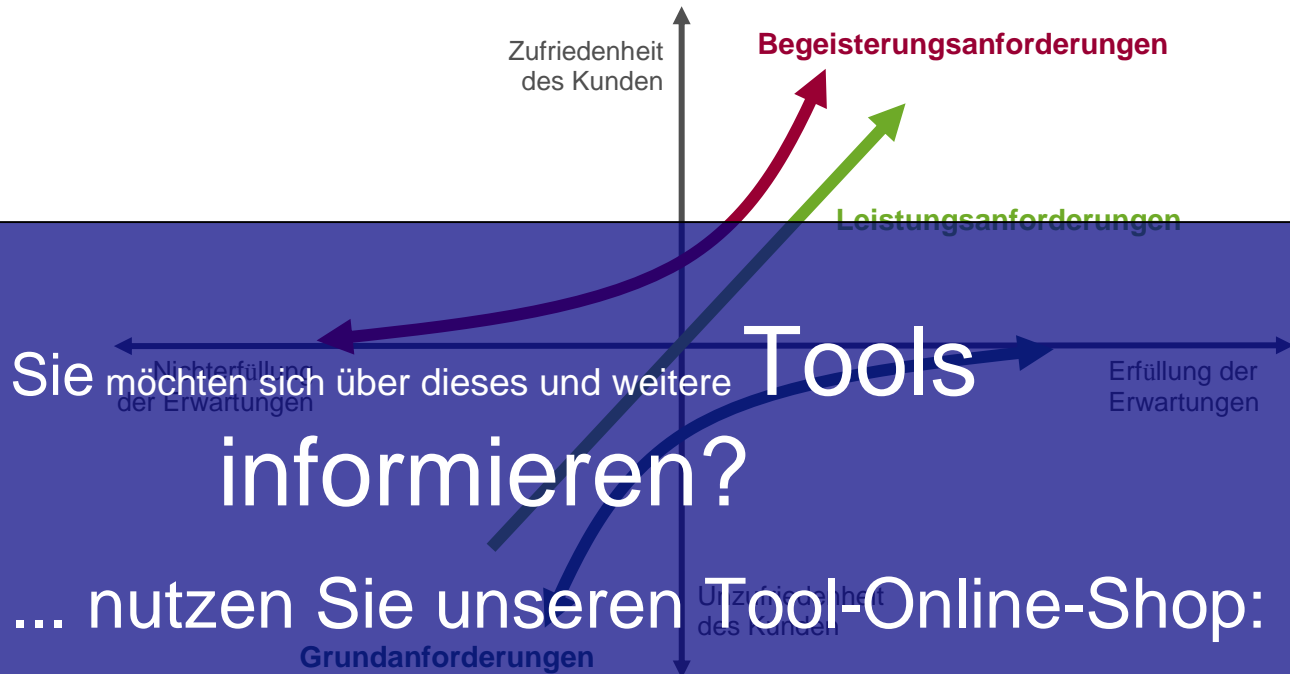 Zufriedenheit
des Kunden
Begeisterungsanforderungen
Leistungsanforderungen
Nichterfüllung
der Erwartungen
Erfüllung der
Erwartungen
Sie möchten sich über dieses und weitere Tools
informieren?
... nutzen Sie unseren Tool-Online-Shop:
Unzufriedenheit
des Kunden
Grundanforderungen